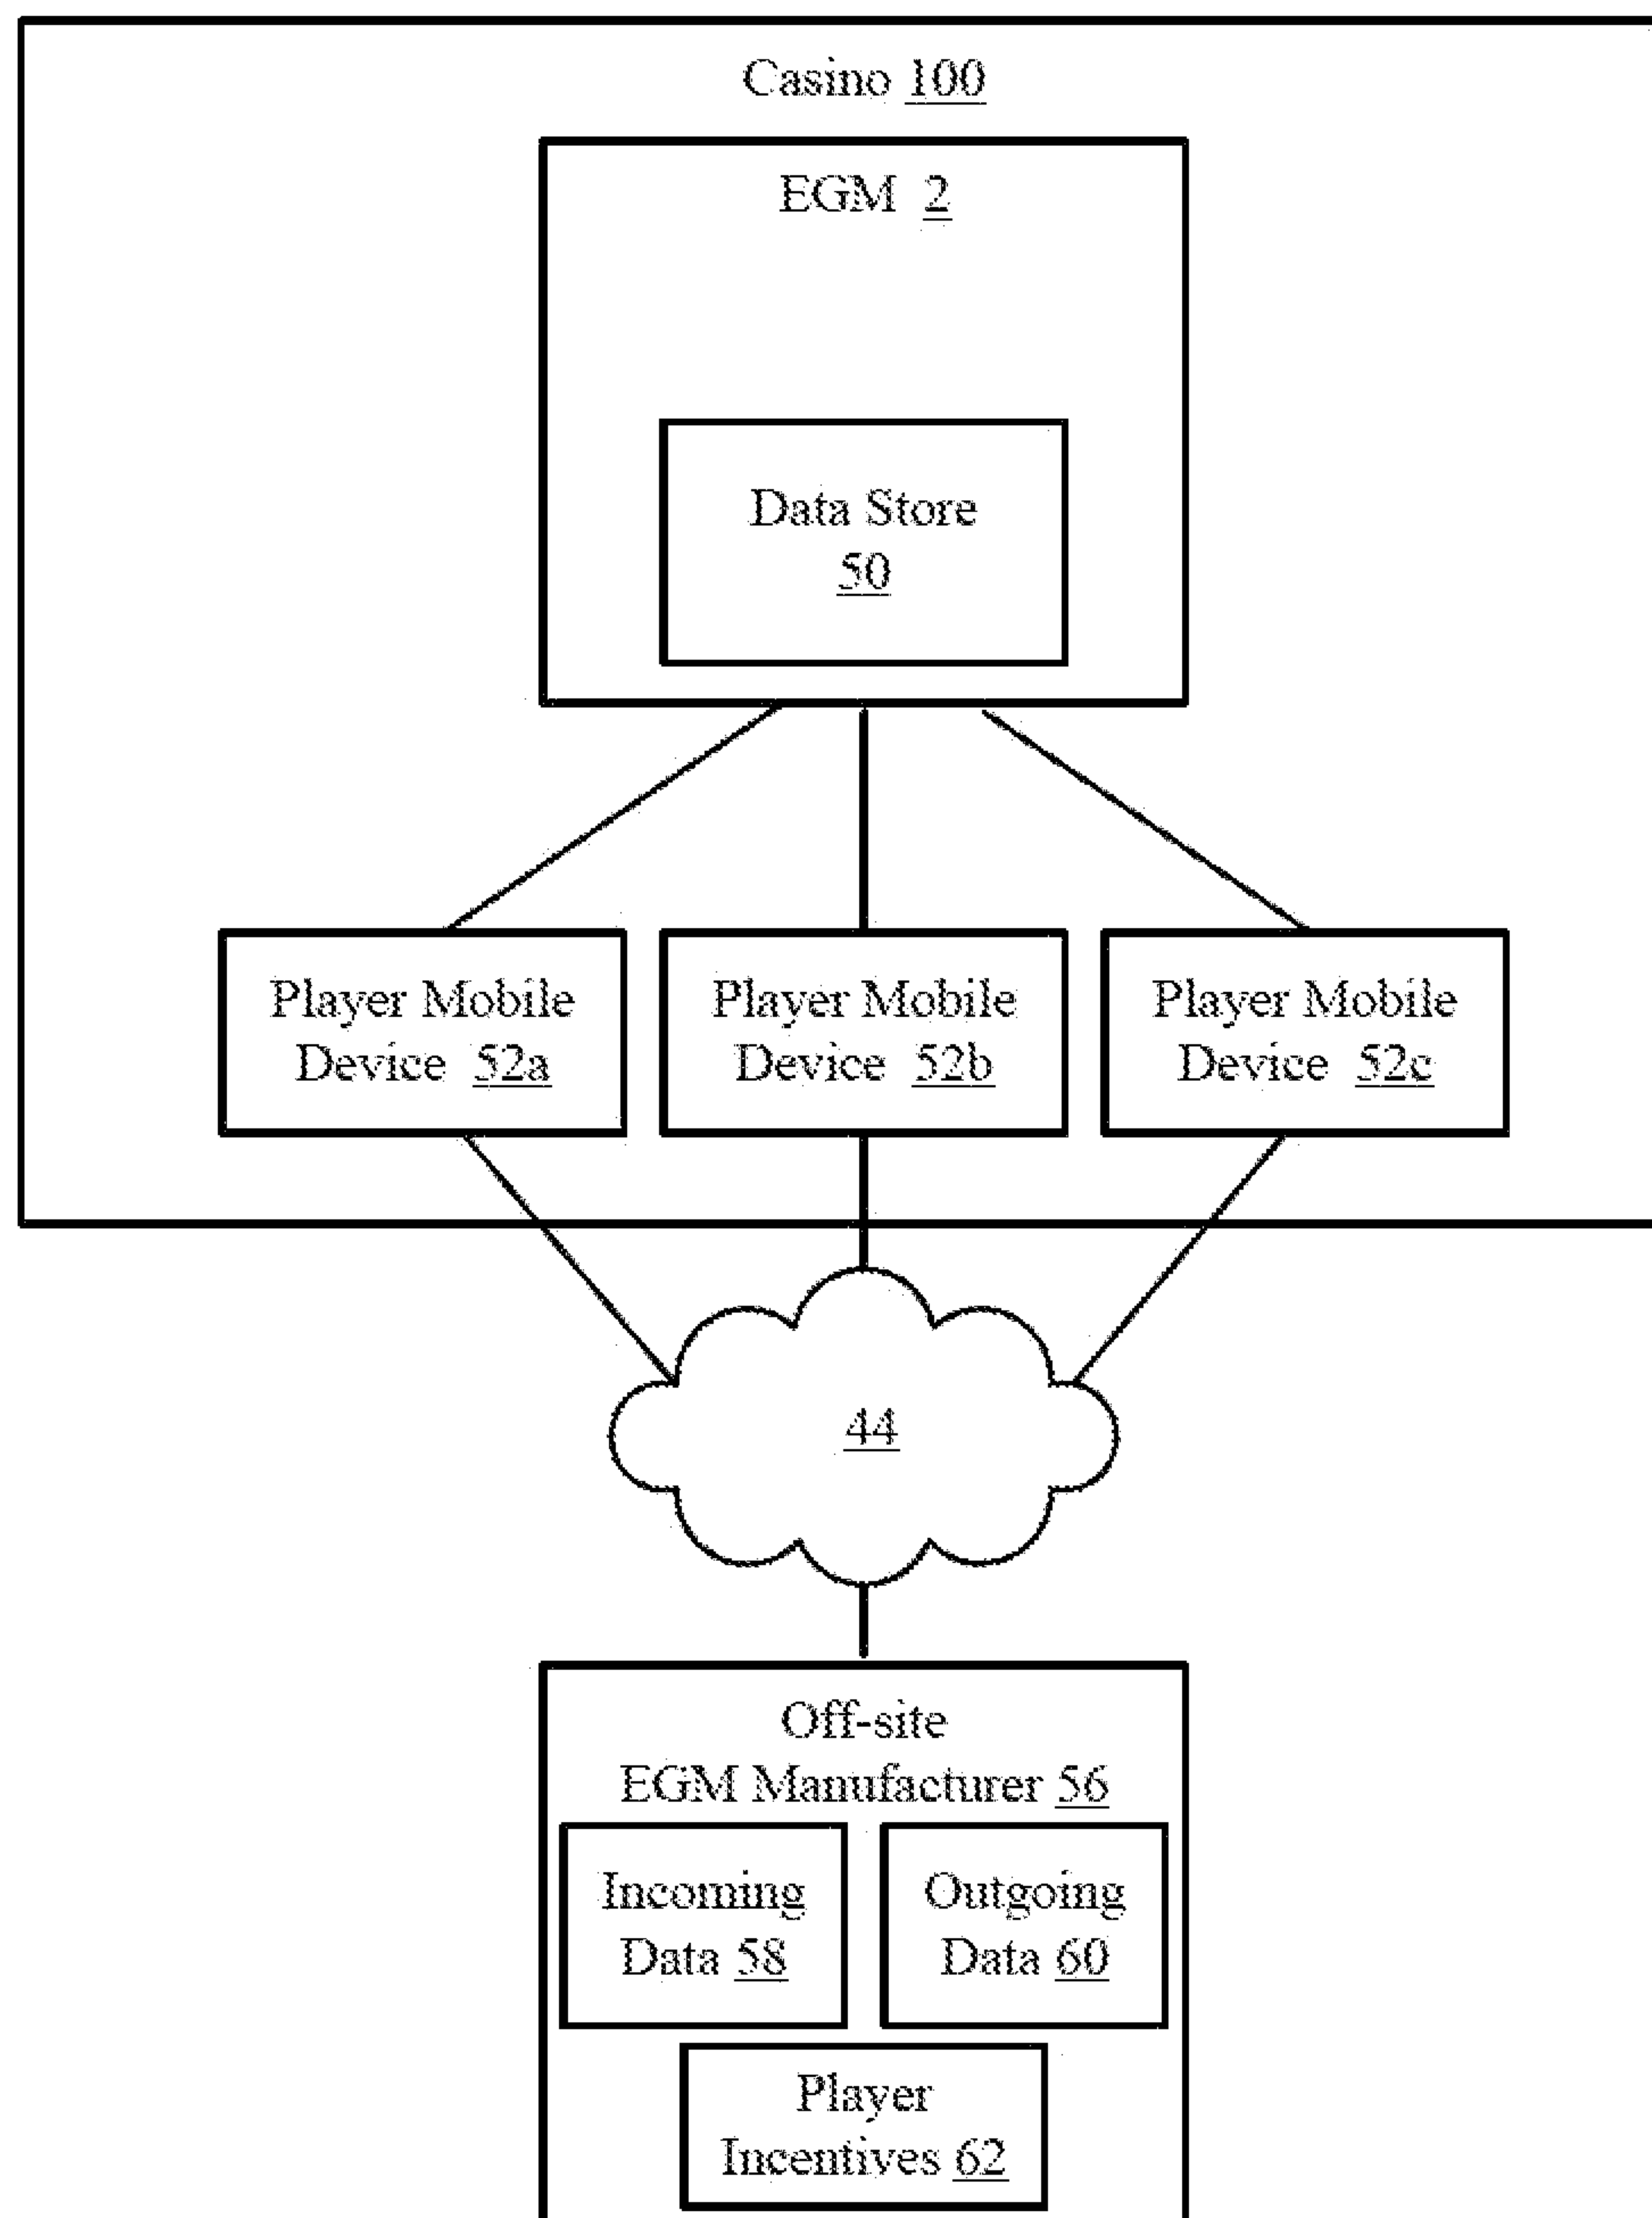 Casino 100
EGM 2
Data Store
50
Player Mobile
Device 52a
Player Mobile
Device 52b
Player Mobile
Device 52c
44
Off-site
EGM Manufacturer 56
Incoming
Data 58
Outgoing
Data 60
Player
Incentives 62